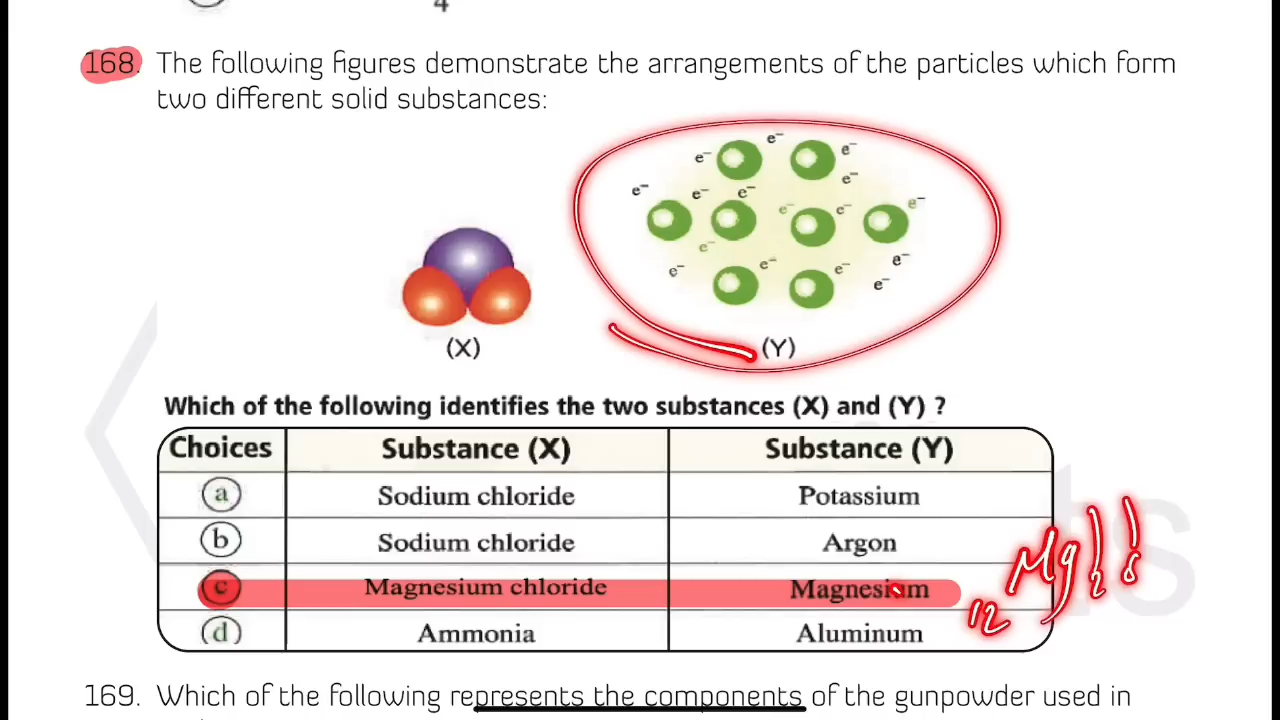 4
168. The following figures demonstrate the arrangements of the particles which form
two different solid substances:
e⁻ e⁻ e⁻ e⁻
e⁻ e⁻ e⁻ e⁻ e⁻ e⁻
e⁻ e⁻ e⁻ e⁻ e⁻ e⁻
(X) (Y)
Which of the following identifies the two substances (X) and (Y) ?
Choices Substance (X) Substance (Y)
a Sodium chloride Potassium
b Sodium chloride Argon
c Magnesium chloride Magnesium
d Ammonia Aluminum
12 Mg 2 8
169. Which of the following represents the components of the gunpowder used in